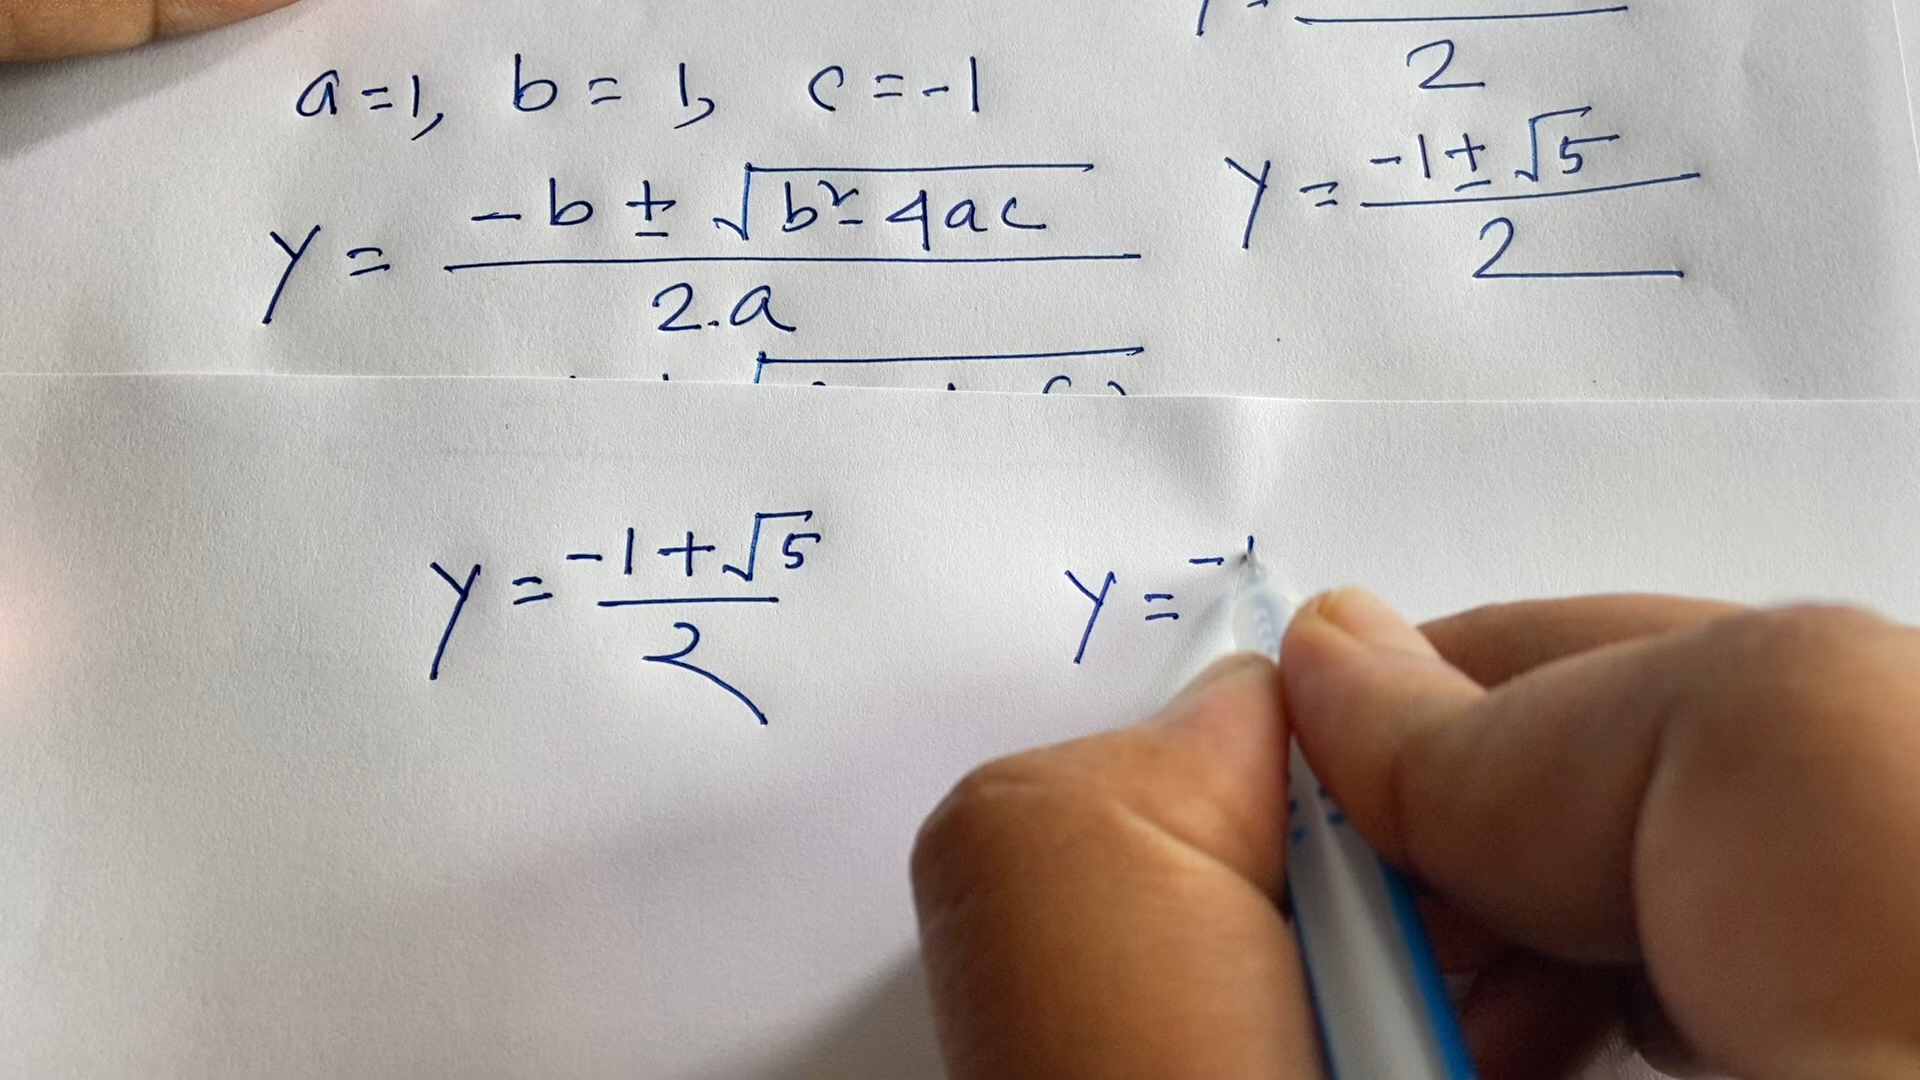 a = 1, b = 1, c = -1
y = (-b ± √(b² - 4ac)) / (2.a)
2
y = (-1 ± √5) / 2
y = (-1 + √5) / 2
y = -1